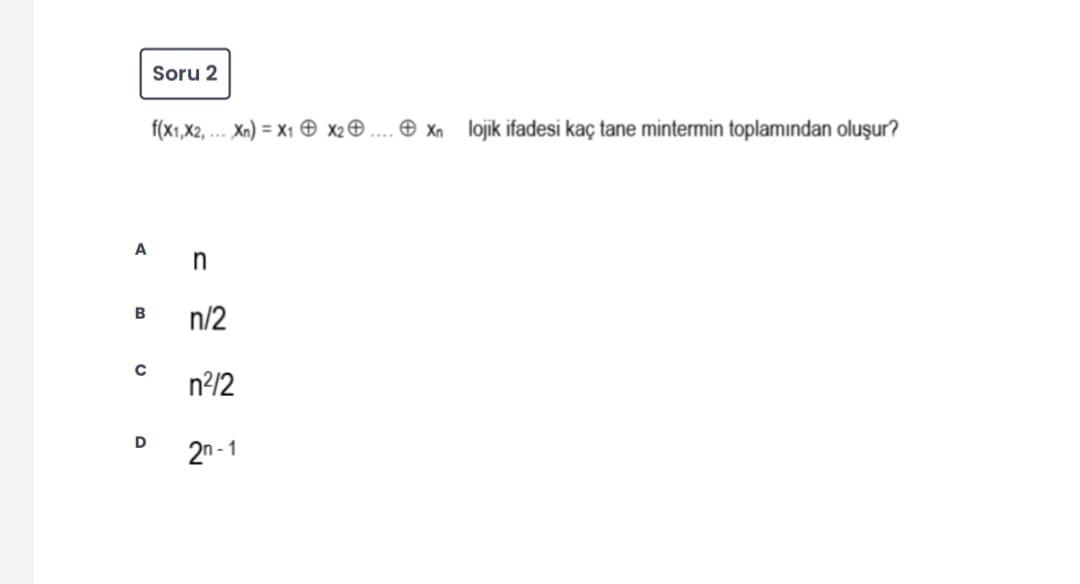 Soru 2
f(x₁,x₂, ... ,xₙ) = x₁ ⊕ x₂ ⊕ .... ⊕ xₙ lojik ifadesi kaç tane mintermin toplamından oluşur?
A n
B n/2
C n²/2
D 2ⁿ⁻¹